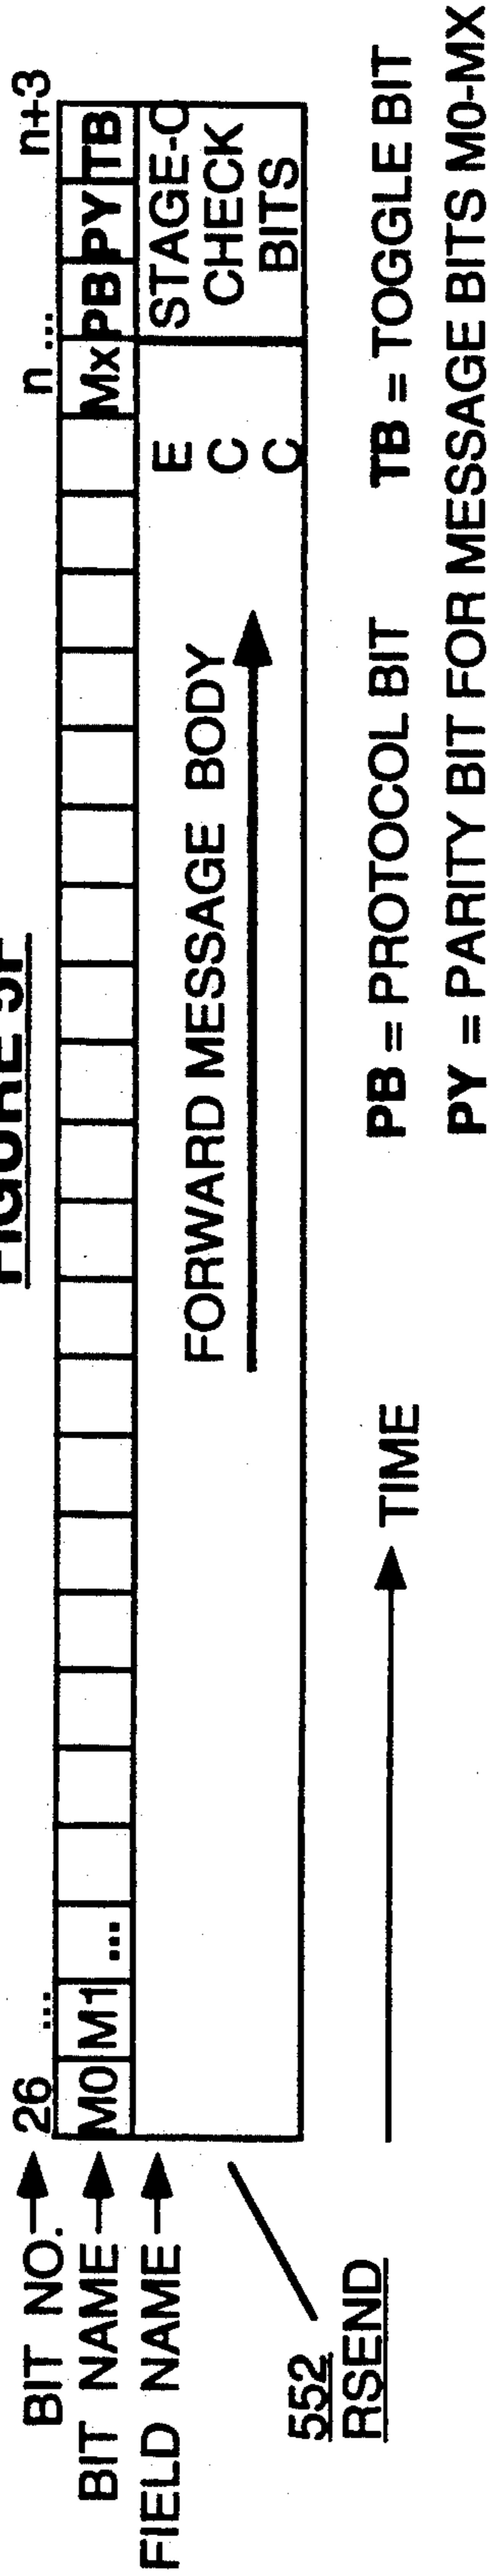 FIGURE 5F
BIT NO. 26 ... n ... n+3
BIT NAME M0 M1 ... Mx PB PY TB
FIELD NAME
FORWARD MESSAGE BODY
E
C
C
STAGE-C
CHECK
BITS
552
RSEND
TIME
PB = PROTOCOL BIT TB = TOGGLE BIT
PY = PARITY BIT FOR MESSAGE BITS M0-MX